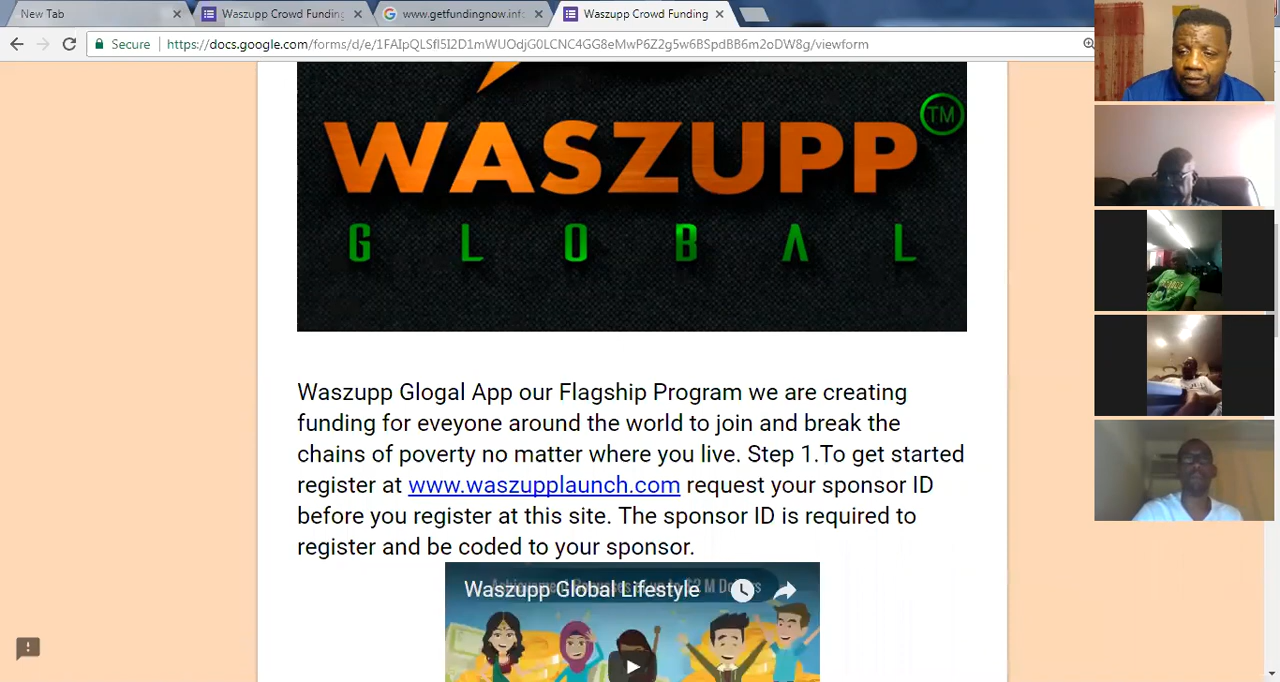 New Tab
Waszupp Crowd Funding
www.getfundingnow.inf
Waszupp Crowd Funding
Secure
https://docs.google.com/forms/d/e/1FAIpQLSfl5I2D1mWUOdjG0LCNC4GG8eMwP6Z2g5w6BSpdBB6m2oDW8g/viewform
TM
WASZUPP
GLOBAL
Waszupp Glogal App our Flagship Program we are creating
funding for eveyone around the world to join and break the
chains of poverty no matter where you live. Step 1.To get started
register at www.waszupplaunch.com request your sponsor ID
before you register at this site. The sponsor ID is required to
register and be coded to your sponsor.
Waszupp Global Lifestyle